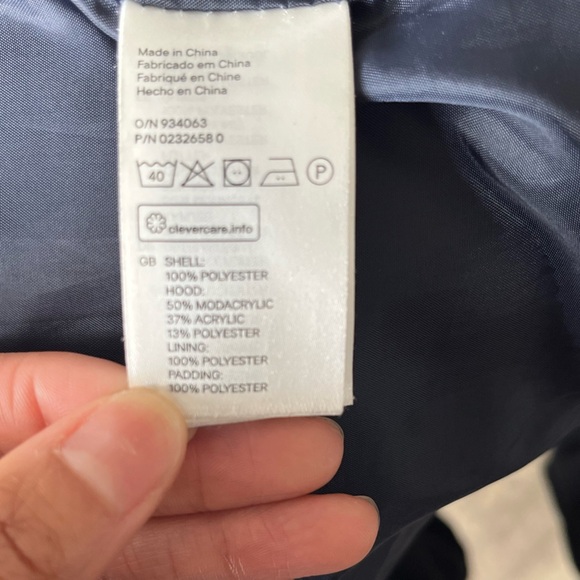 Made in China
Fabricado em China
Fabriqué en Chine
Hecho en China
O/N 934063
P/N 0232658 0
40 P
clevercare.info
GB SHELL:
100% POLYESTER
HOOD:
50% MODACRYLIC
37% ACRYLIC
13% POLYESTER
LINING:
100% POLYESTER
PADDING:
100% POLYESTER